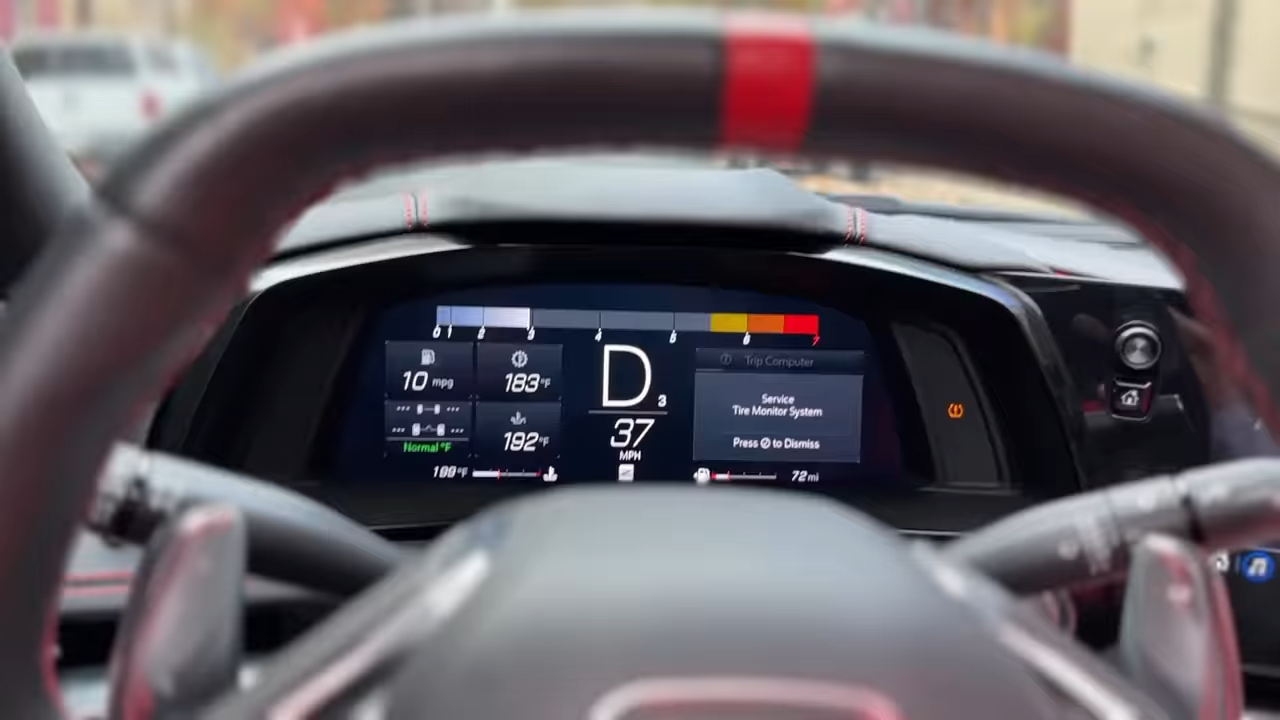 0 1 2 3 4 5 6 7
10 mpg
183°F
D 3
Trip Computer
Service
Tire Monitor System
Press to Dismiss
Normal °F
192°F
37
MPH
199°F
72 mi